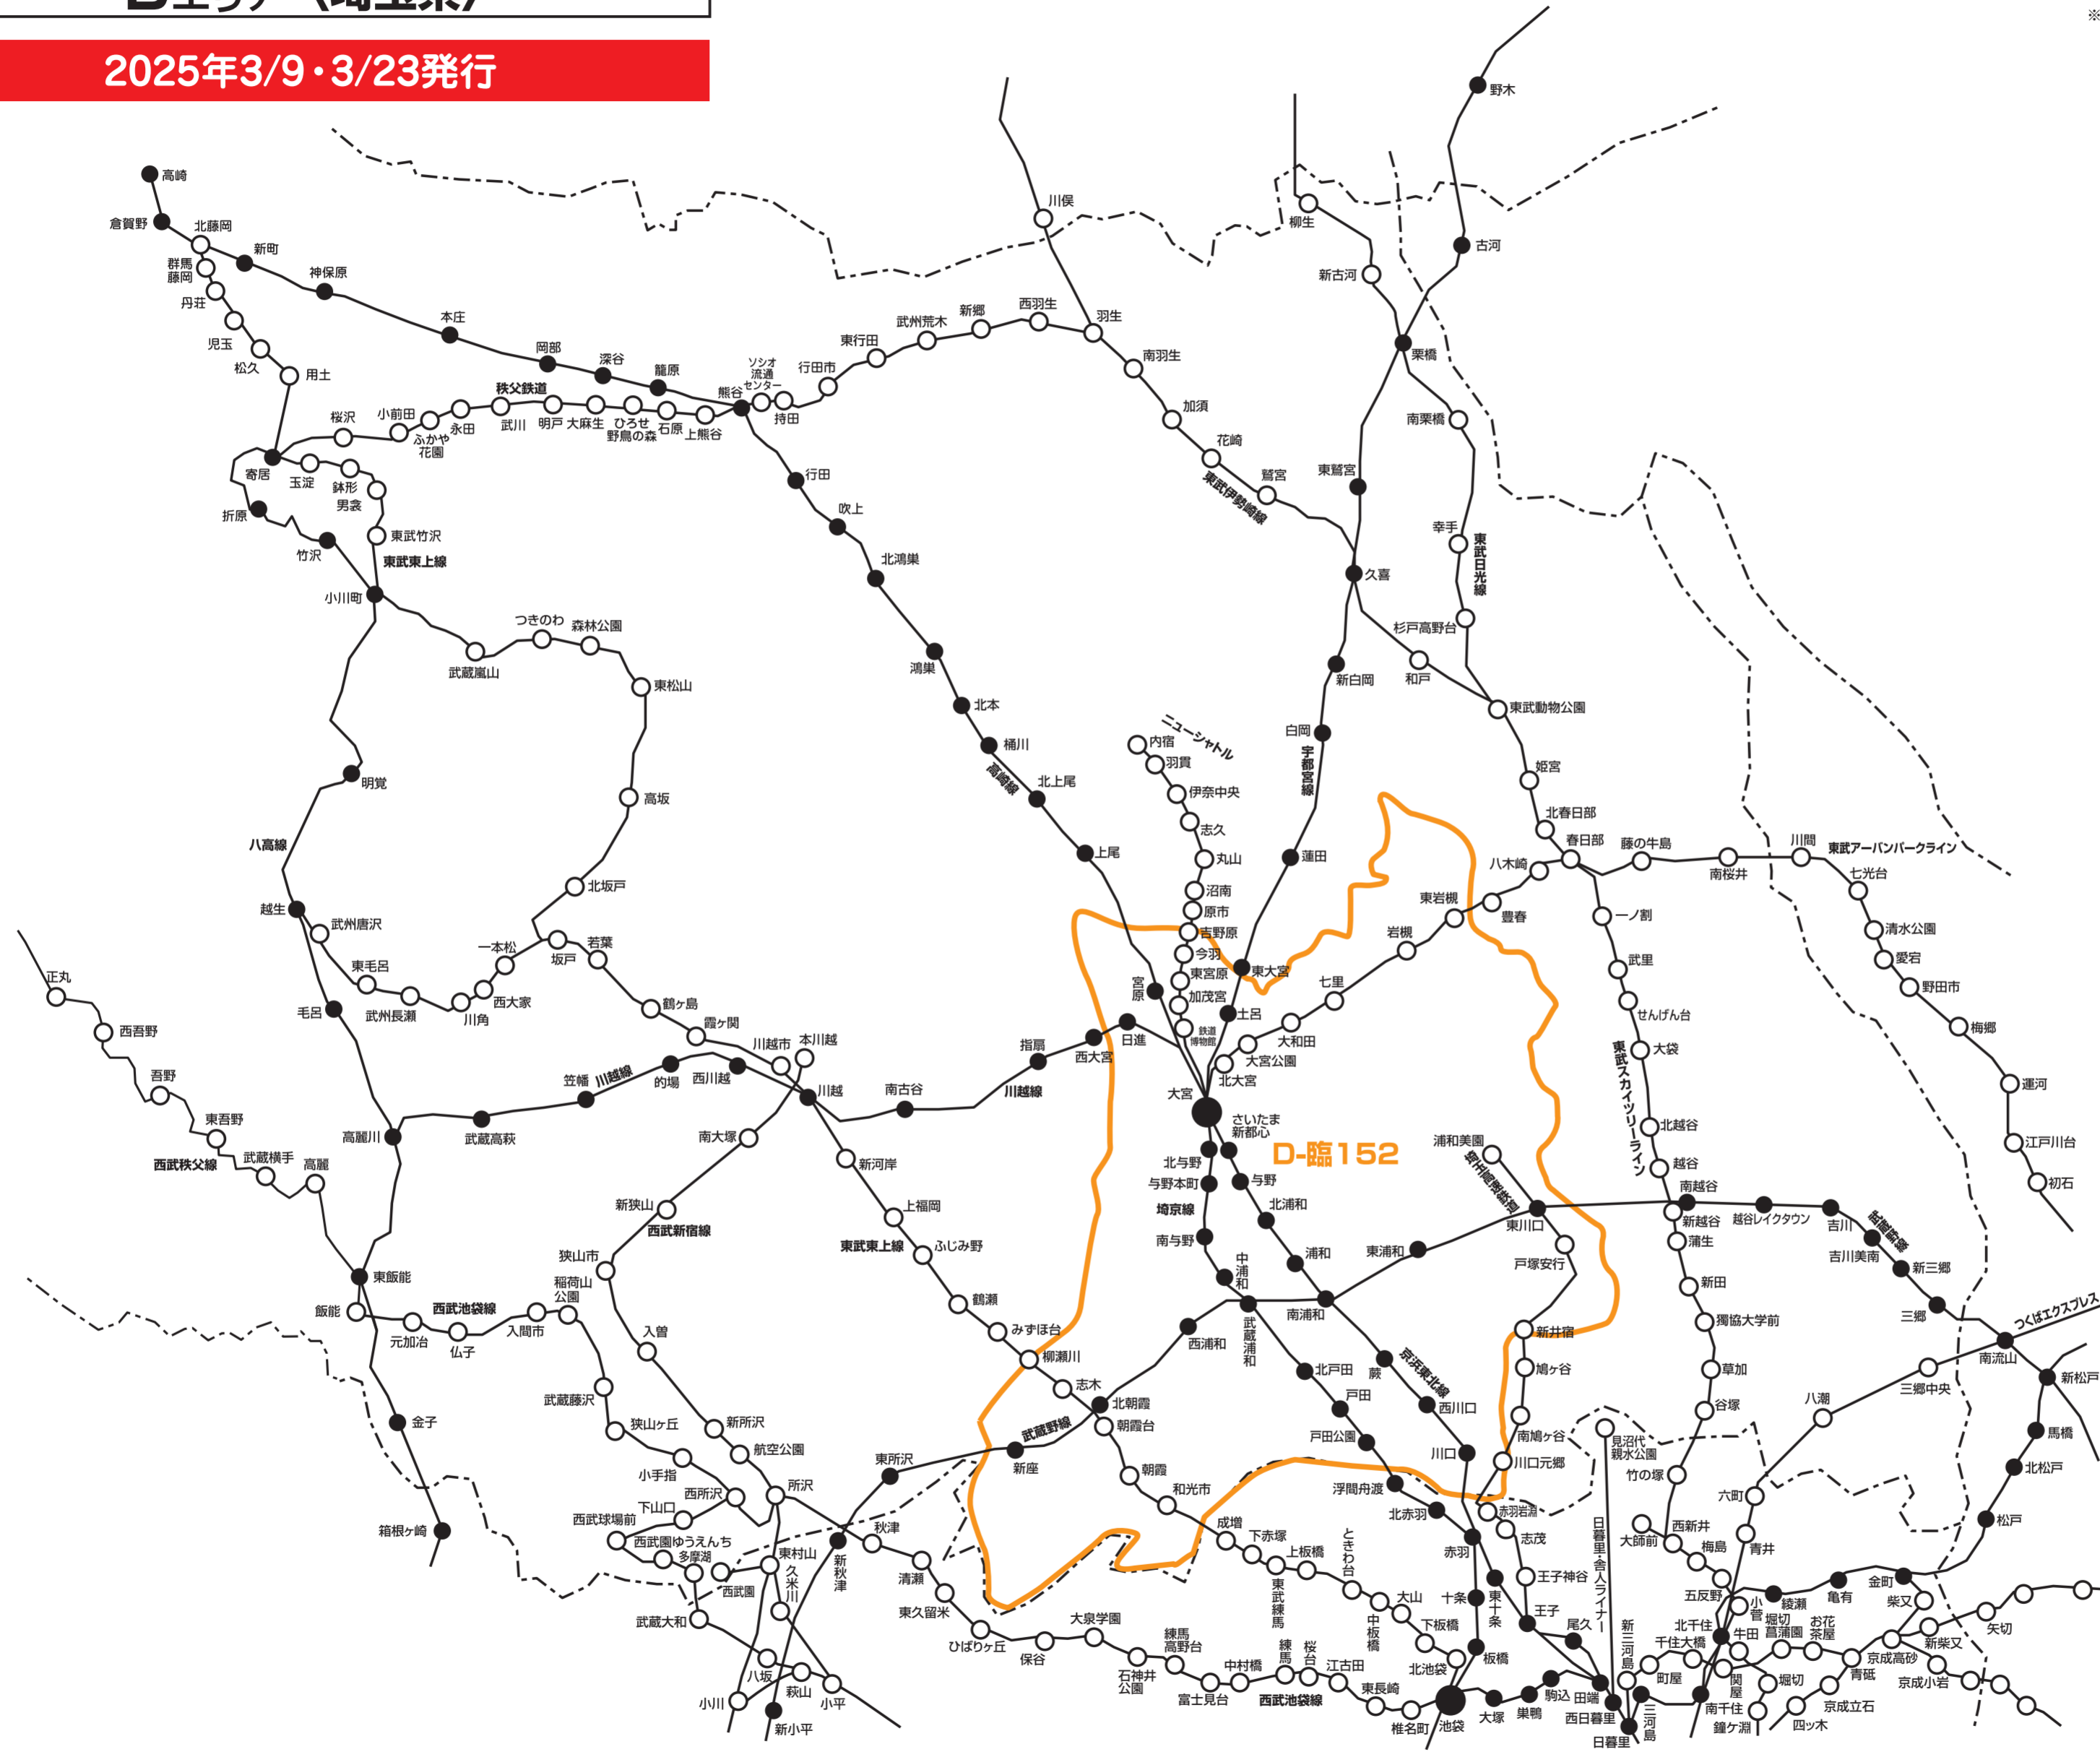 2025年3/9・3/23発行
※
野木
高崎
倉賀野
北藤岡
新町
群馬
藤岡
神保原
丹荘
児玉
松久
用土
本庄
岡部
深谷
籠原
熊谷
ソシオ
流通
センター
持田
行田市
東行田
武州荒木
新郷
西羽生
羽生
川俣
柳生
新古河
古河
栗橋
南羽生
加須
花崎
鷲宮
東武伊勢崎線
南栗橋
東鷲宮
幸手
東武日光線
久喜
杉戸高野台
和戸
東武動物公園
秩父鉄道
桜沢
小前田
ふかや
花園
永田
武川
明戸
大麻生
ひろせ
野鳥の森
石原
上熊谷
寄居
玉淀
鉢形
男衾
折原
竹沢
東武竹沢
東武東上線
小川町
行田
吹上
北鴻巣
鴻巣
北本
桶川
高崎線
北上尾
上尾
つきのわ
森林公園
武蔵嵐山
東松山
高坂
北坂戸
明覚
八高線
越生
武州唐沢
東毛呂
武州長瀬
川角
西大家
一本松
坂戸
若葉
毛呂
鶴ヶ島
霞ヶ関
川越市
本川越
川越
新白岡
白岡
宇都宮線
蓮田
ニューシャトル
内宿
羽貫
伊奈中央
志久
丸山
沼南
原市
吉野原
今羽
東宮原
加茂宮
鉄道
博物館
宮原
東大宮
土呂
姫宮
北春日部
春日部
八木崎
藤の牛島
南桜井
川間
東武アーバンパークライン
七光台
清水公園
愛宕
野田市
梅郷
運河
江戸川台
初石
豊春
東岩槻
岩槻
七里
大和田
大宮公園
北大宮
大宮
一ノ割
武里
せんげん台
大袋
東武スカイツリーライン
北越谷
越谷
正丸
西吾野
吾野
東吾野
西武秩父線
武蔵横手
高麗
高麗川
武蔵高萩
笠幡
川越線
的場
西川越
南古谷
川越線
指扇
西大宮
日進
南大塚
新狭山
西武新宿線
狭山市
稲荷山
公園
新河岸
上福岡
東武東上線
ふじみ野
鶴瀬
みずほ台
柳瀬川
志木
さいたま
新都心
D-臨152
北与野
与野本町
埼京線
南与野
中浦和
与野
北浦和
浦和
南浦和
浦和美園
埼玉高速鉄道
東川口
東浦和
戸塚安行
南越谷
新越谷
蒲生
越谷レイクタウン
吉川
吉川美南
武蔵野線
新三郷
三郷
つくばエクスプレス
南流山
新松戸
東飯能
飯能
元加治
仏子
西武池袋線
入間市
入曽
武蔵藤沢
狭山ヶ丘
小手指
新所沢
航空公園
所沢
西所沢
下山口
西武球場前
西武園ゆうえんち
多摩湖
西武園
武蔵大和
東村山
久米川
八坂
萩山
小平
小川
新小平
金子
箱根ヶ崎
東所沢
新座
武蔵野線
北朝霞
朝霞台
朝霞
和光市
西浦和
武蔵浦和
北戸田
戸田
戸田公園
浮間舟渡
北赤羽
赤羽
蕨
京浜東北線
西川口
川口
新井宿
鳩ヶ谷
南鳩ヶ谷
川口元郷
赤羽岩淵
志茂
王子神谷
王子
新田
獨協大学前
草加
谷塚
竹の塚
見沼代
親水公園
日暮里・舎人ライナー
八潮
三郷中央
六町
青井
大師前
西新井
梅島
五反野
小菅
馬橋
北松戸
松戸
金町
亀有
綾瀬
柴又
新柴又
矢切
秋津
新秋津
清瀬
東久留米
ひばりヶ丘
保谷
大泉学園
石神井
公園
練馬
高野台
富士見台
中村橋
練馬
桜台
西武池袋線
江古田
東長崎
椎名町
池袋
成増
下赤塚
東武練馬
上板橋
ときわ台
中板橋
大山
下板橋
北池袋
板橋
十条
東十条
大塚
巣鴨
駒込
田端
尾久
西日暮里
日暮里
新三河島
三河島
町屋
千住大橋
北千住
南千住
関屋
牛田
堀切
鐘ケ淵
堀切
菖蒲園
お花
茶屋
青砥
京成立石
四ッ木
京成高砂
京成小岩